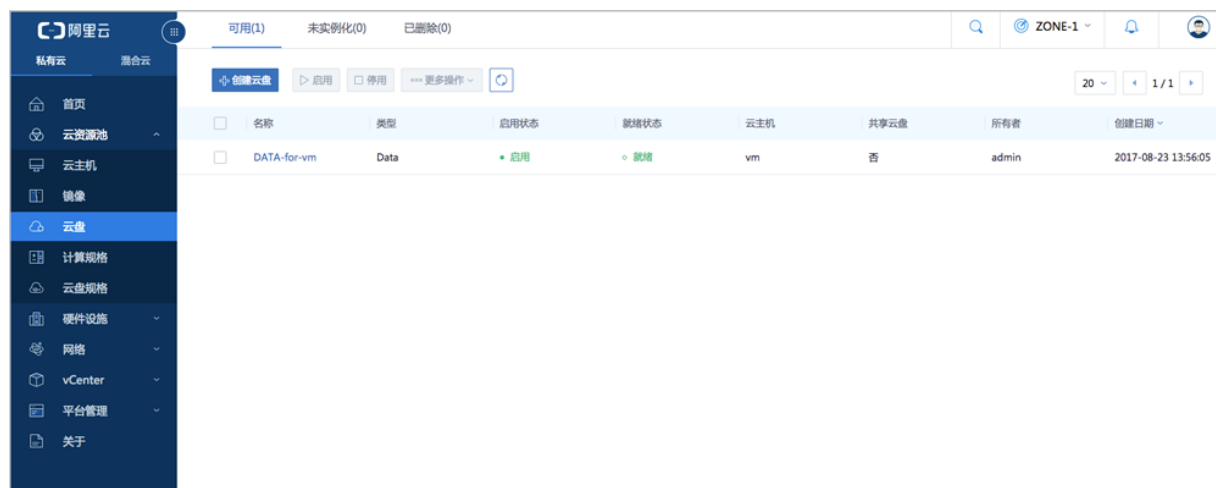 阿里云
可用(1) 未实例化(0) 已删除(0) ZONE-1
私有云 混合云
创建云盘 启用 停用 更多操作 20 1 / 1
首页
云资源池
名称 类型 启用状态 就绪状态 云主机 共享云盘 所有者 创建日期
云主机
DATA-for-vm Data 启用 就绪 vm 否 admin 2017-08-23 13:56:05
镜像
云盘
计算规格
云盘规格
硬件设施
网络
vCenter
平台管理
关于